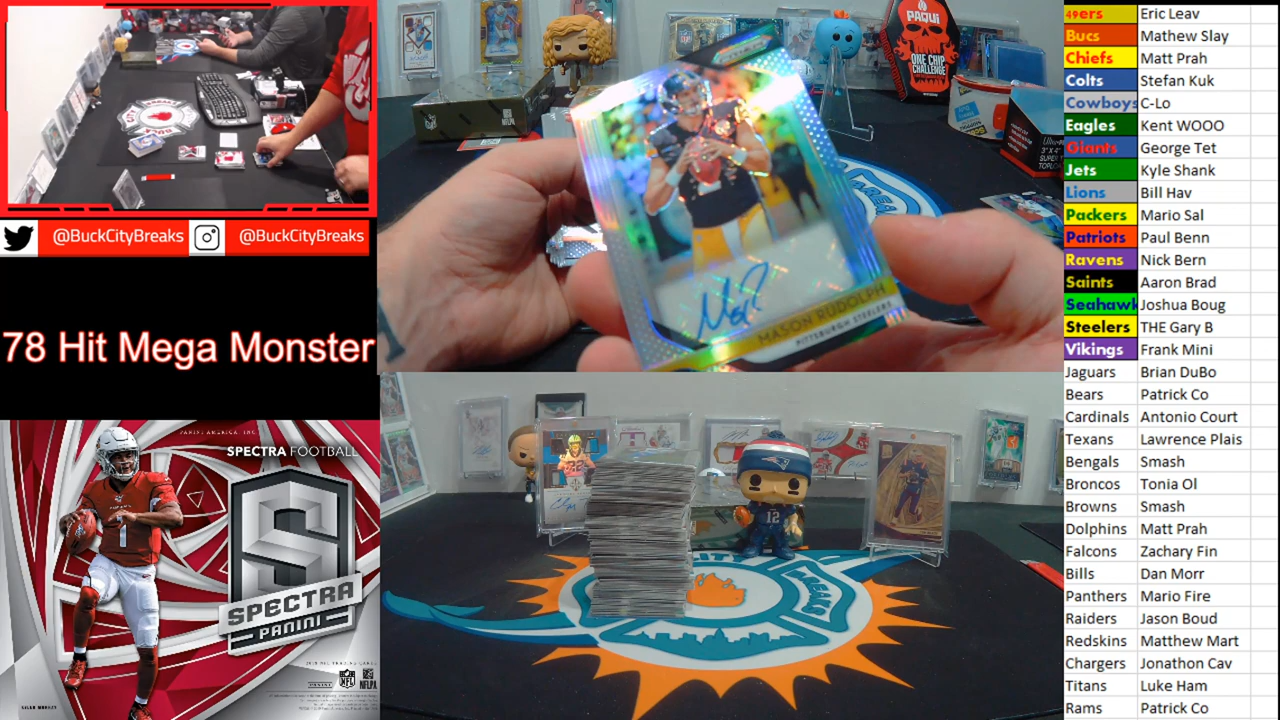 @BuckCityBreaks
@BuckCityBreaks
78 Hit Mega Monster
PANINI AMERICA, INC.
SPECTRA FOOTBALL
S
SPECTRA
PANINI
PAQUI
ONE CHIP
CHALLENGE
MASON RUDOLPH
PITTSBURGH STEELERS
12
BREAKS
49ers Eric Leav
Bucs Mathew Slay
Chiefs Matt Prah
Colts Stefan Kuk
Cowboys C-Lo
Eagles Kent WOOO
Giants George Tet
Jets Kyle Shank
Lions Bill Hav
Packers Mario Sal
Patriots Paul Benn
Ravens Nick Bern
Saints Aaron Brad
Seahawk Joshua Boug
Steelers THE Gary B
Vikings Frank Mini
Jaguars Brian DuBo
Bears Patrick Co
Cardinals Antonio Court
Texans Lawrence Plais
Bengals Smash
Broncos Tonia Ol
Browns Smash
Dolphins Matt Prah
Falcons Zachary Fin
Bills Dan Morr
Panthers Mario Fire
Raiders Jason Boud
Redskins Matthew Mart
Chargers Jonathon Cav
Titans Luke Ham
Rams Patrick Co